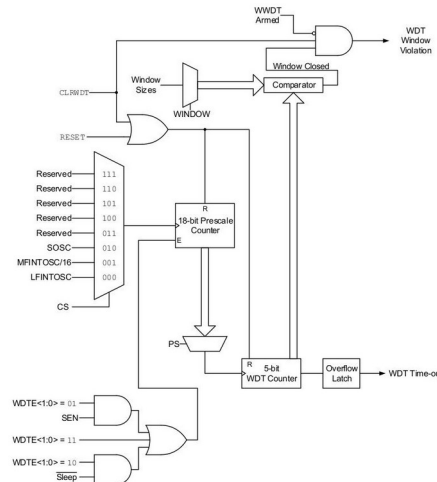 WWDT
Armed
WDT
Window
Violation
Window Closed
Window
Sizes
Comparator
CLRWDT
WINDOW
RESET
Reserved 111
Reserved 110
Reserved 101
Reserved 100
Reserved 011
SOSC 010
MFINTOSC/16 001
LFINTOSC 000
R
18-bit Prescale
Counter
E
CS
PS
R
5-bit
WDT Counter
Overflow
Latch
WDT Time-ou
WDTE<1:0> = 01
SEN
WDTE<1:0> = 11
WDTE<1:0> = 10
Sleep